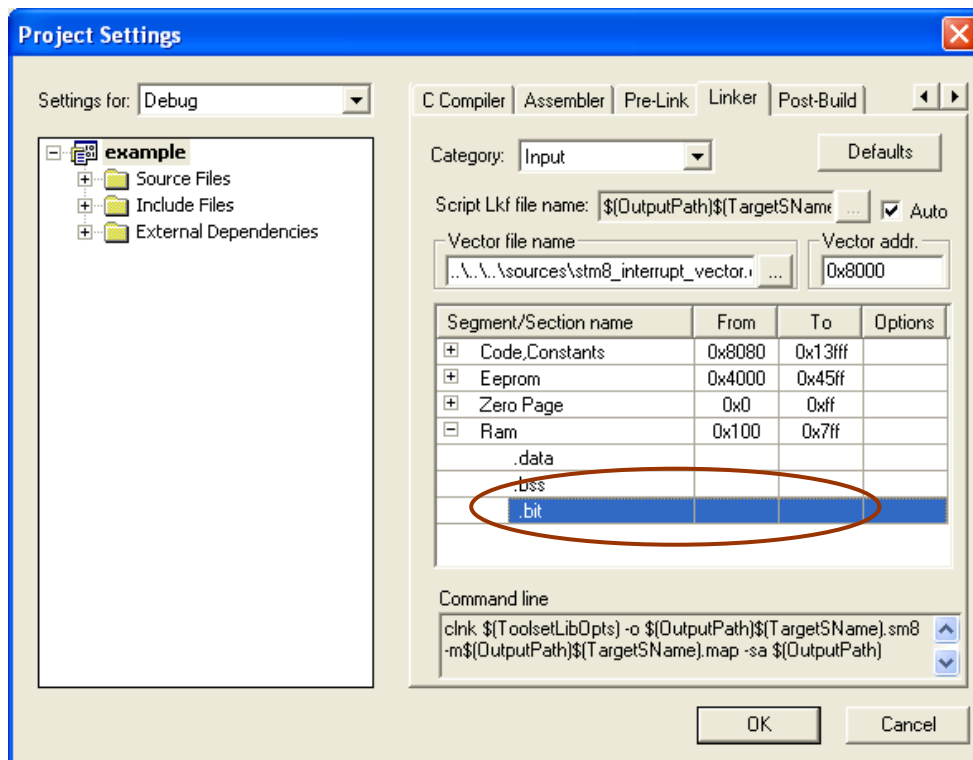 Project Settings
Settings for: Debug
example
Source Files
Include Files
External Dependencies
C Compiler Assembler Pre-Link Linker Post-Build
Category: Input Defaults
Script Lkf file name: $(OutputPath)$(TargetSName ... Auto
Vector file name Vector addr.
..\..\..\sources\stm8_interrupt_vector. ... 0x8000
Segment/Section name From To Options
Code,Constants 0x8080 0x13fff
Eeprom 0x4000 0x45ff
Zero Page 0x0 0xff
Ram 0x100 0x7ff
.data
.bss
.bit
Command line
clnk $(ToolsetLibOpts) -o $(OutputPath)$(TargetSName).sm8
-m$(OutputPath)$(TargetSName).map -sa $(OutputPath)
OK Cancel